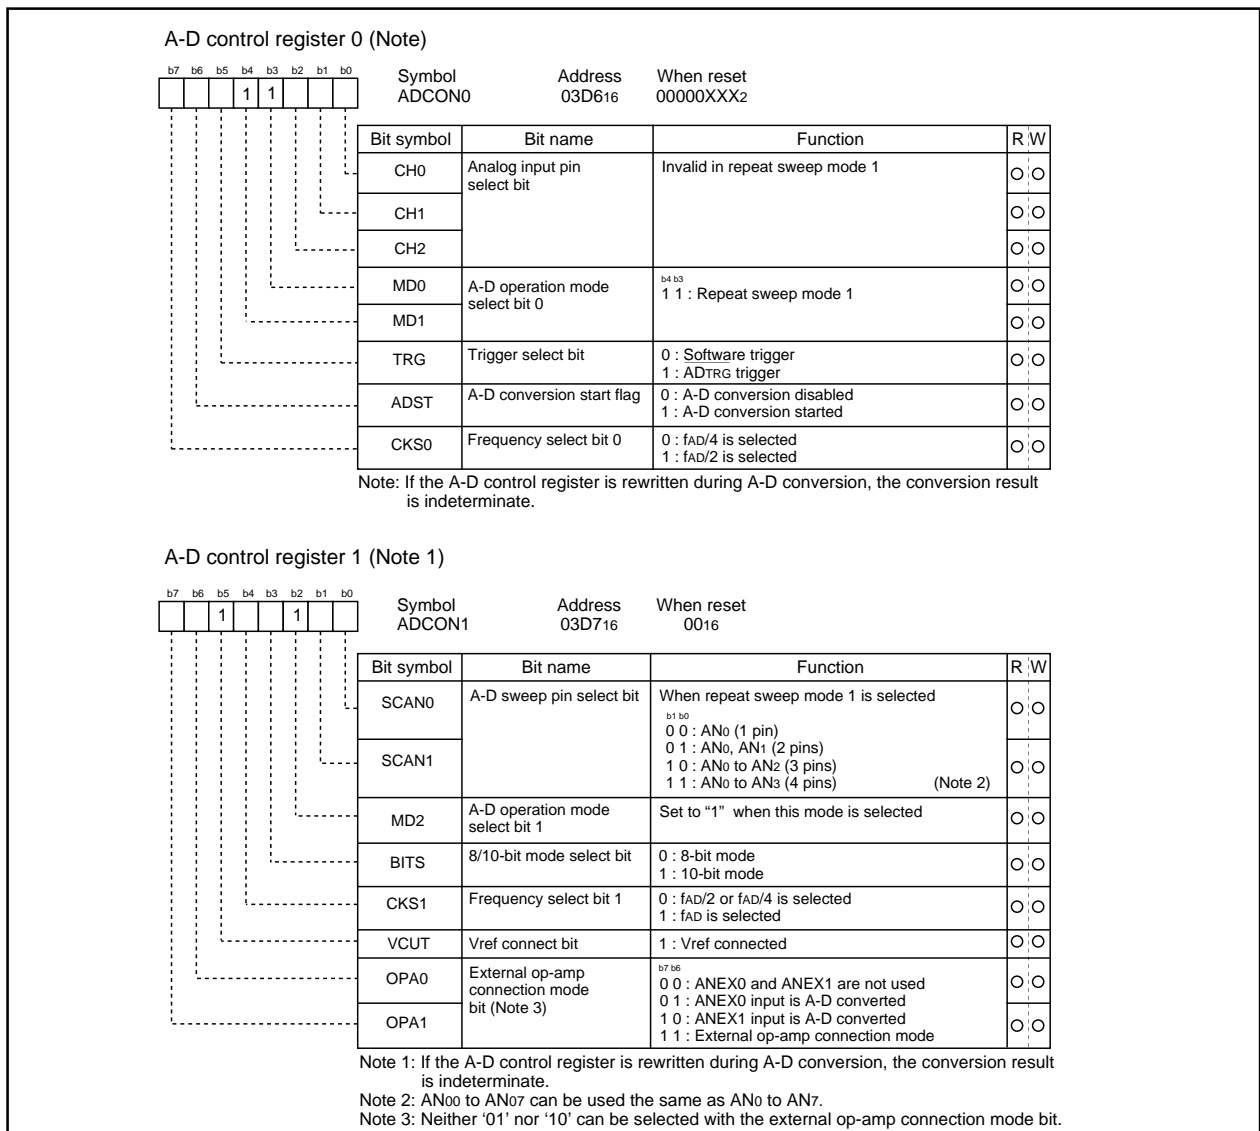 A-D control register 0 (Note)
b7 b6 b5 b4 b3 b2 b1 b0
1 1
Symbol Address When reset
ADCON0 03D616 00000XXX2
Bit symbol Bit name Function R W
CH0 Analog input pin select bit Invalid in repeat sweep mode 1
CH1
CH2
MD0 A-D operation mode select bit 0 b4 b3
1 1 : Repeat sweep mode 1
MD1
TRG Trigger select bit 0 : Software trigger
1 : ADTRG trigger
ADST A-D conversion start flag 0 : A-D conversion disabled
1 : A-D conversion started
CKS0 Frequency select bit 0 0 : fAD/4 is selected
1 : fAD/2 is selected
Note: If the A-D control register is rewritten during A-D conversion, the conversion result
is indeterminate.
A-D control register 1 (Note 1)
b7 b6 b5 b4 b3 b2 b1 b0
1 1
Symbol Address When reset
ADCON1 03D716 0016
Bit symbol Bit name Function R W
SCAN0 A-D sweep pin select bit When repeat sweep mode 1 is selected
b1 b0
0 0 : AN0 (1 pin)
0 1 : AN0, AN1 (2 pins)
SCAN1 1 0 : AN0 to AN2 (3 pins)
1 1 : AN0 to AN3 (4 pins) (Note 2)
MD2 A-D operation mode select bit 1 Set to “1” when this mode is selected
BITS 8/10-bit mode select bit 0 : 8-bit mode
1 : 10-bit mode
CKS1 Frequency select bit 1 0 : fAD/2 or fAD/4 is selected
1 : fAD is selected
VCUT Vref connect bit 1 : Vref connected
OPA0 External op-amp connection mode bit (Note 3) b7 b6
0 0 : ANEX0 and ANEX1 are not used
0 1 : ANEX0 input is A-D converted
OPA1 1 0 : ANEX1 input is A-D converted
1 1 : External op-amp connection mode
Note 1: If the A-D control register is rewritten during A-D conversion, the conversion result
is indeterminate.
Note 2: AN00 to AN07 can be used the same as AN0 to AN7.
Note 3: Neither ‘01’ nor ‘10’ can be selected with the external op-amp connection mode bit.